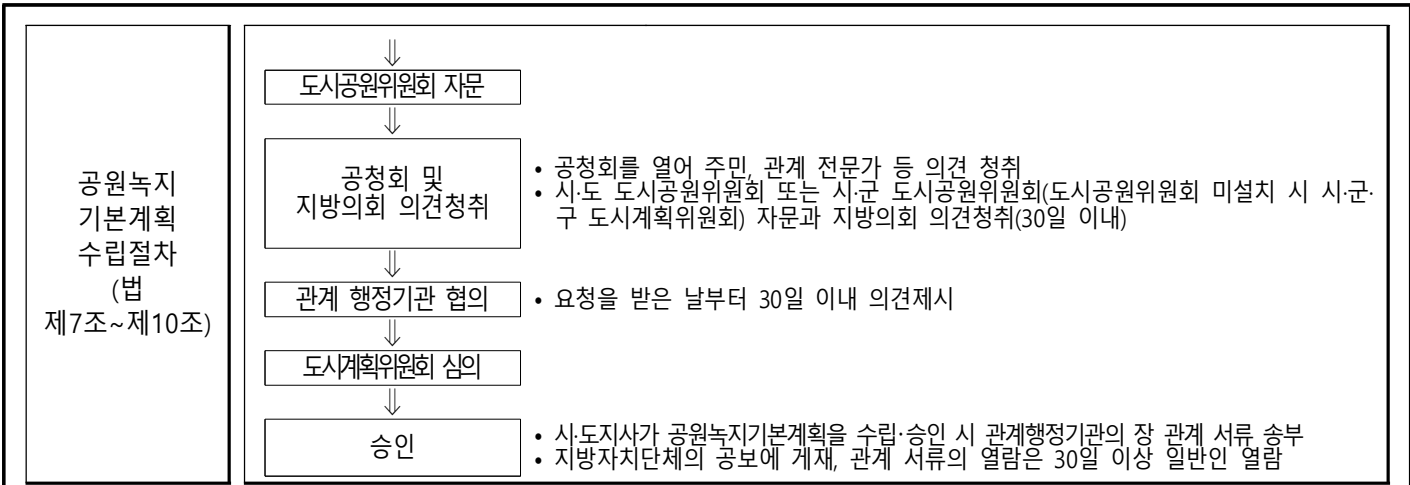 공원녹지
기본계획
수립절차
(법
제7조~제10조)
⇓
도시공원위원회 자문
⇓
공청회 및
지방의회 의견청취
• 공청회를 열어 주민, 관계 전문가 등 의견 청취
• 시·도 도시공원위원회 또는 시·군 도시공원위원회(도시공원위원회 미설치 시 시·군·
구 도시계획위원회) 자문과 지방의회 의견청취(30일 이내)
⇓
관계 행정기관 협의
• 요청을 받은 날부터 30일 이내 의견제시
⇓
도시계획위원회 심의
⇓
승인
• 시·도지사가 공원녹지기본계획을 수립·승인 시 관계행정기관의 장 관계 서류 송부
• 지방자치단체의 공보에 게재, 관계 서류의 열람은 30일 이상 일반인 열람